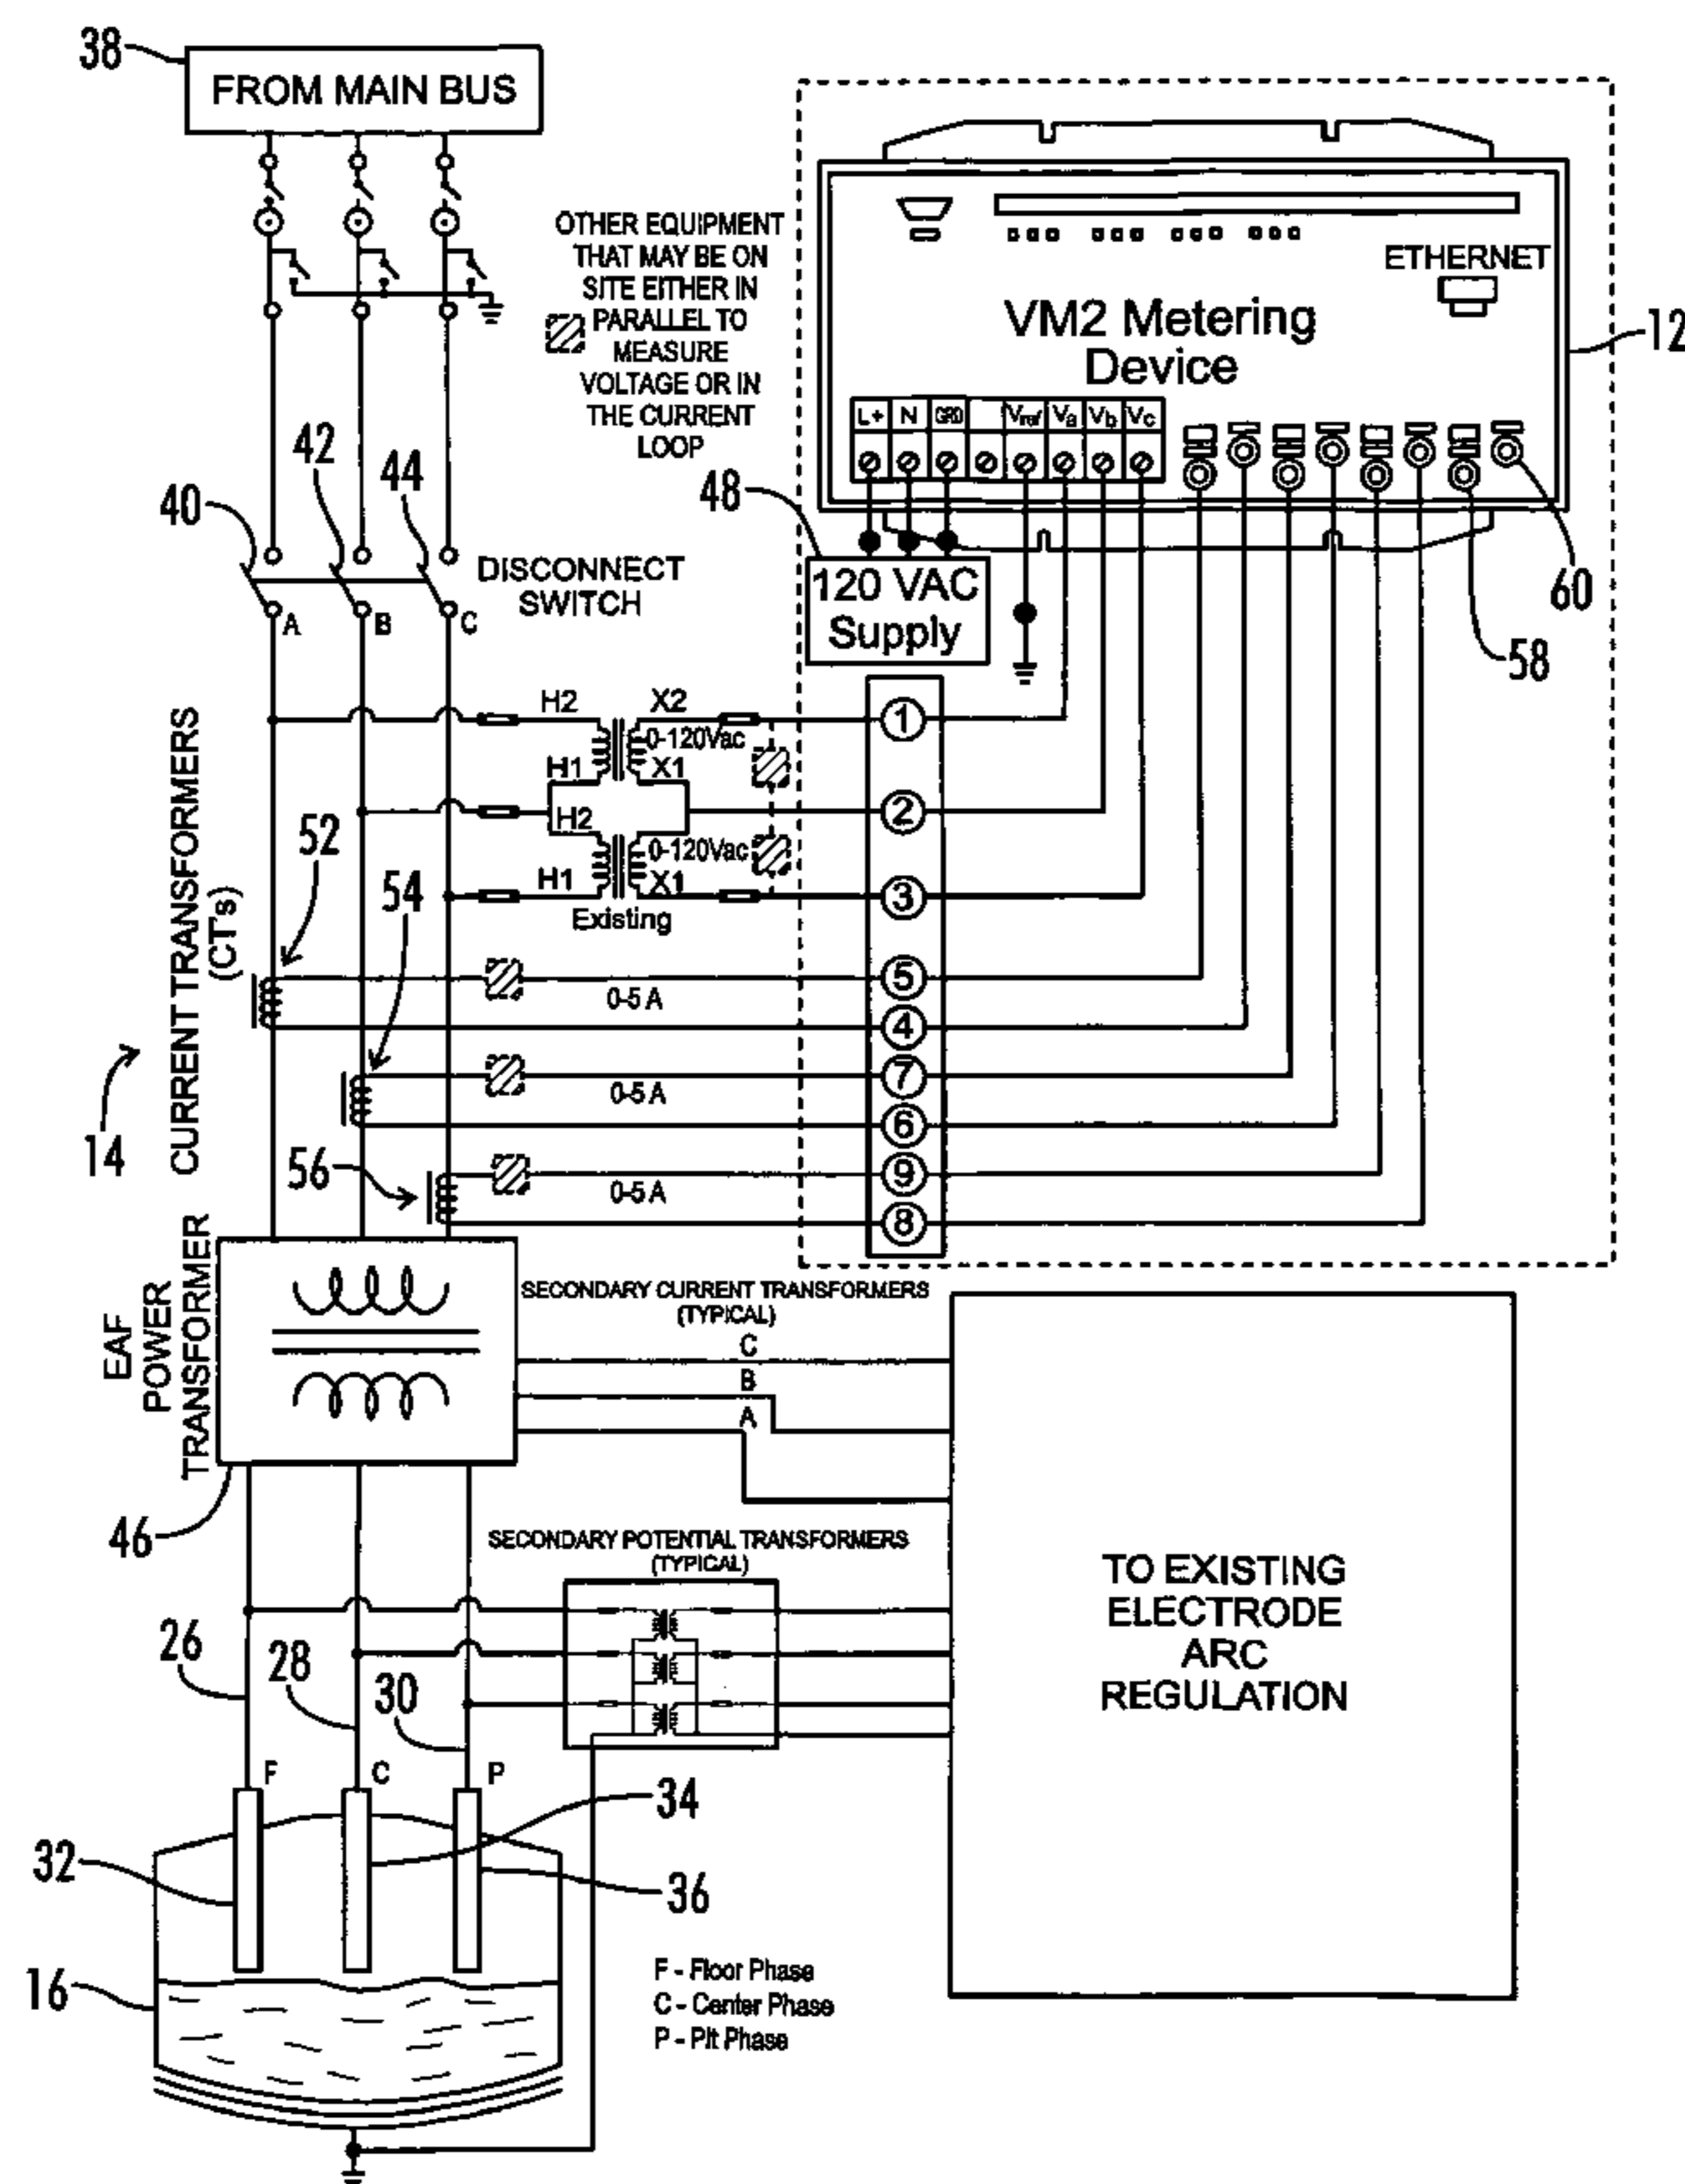 38
FROM MAIN BUS
OTHER EQUIPMENT
THAT MAY BE ON
SITE EITHER IN
PARALLEL TO
MEASURE
VOLTAGE OR IN
THE CURRENT
LOOP
ETHERNET
VM2 Metering
Device
12
L+ N GRD Vref Va Vb Vc
40
42
44
48
60
58
DISCONNECT
SWITCH
A B C
120 VAC
Supply
H2 X2
0-120Vac
H1 X1
H2
0-120Vac
H1 X1
Existing
1
2
3
5
4
7
6
9
8
CURRENT TRANSFORMERS
(CTs)
52
54
56
14
0-5 A
0-5 A
0-5 A
EAF
POWER
TRANSFORMER
46
SECONDARY CURRENT TRANSFORMERS
(TYPICAL)
C
B
A
SECONDARY POTENTIAL TRANSFORMERS
(TYPICAL)
TO EXISTING
ELECTRODE
ARC
REGULATION
26
28
30
F C P
34
32
36
16
F - Floor Phase
C - Center Phase
P - Pit Phase